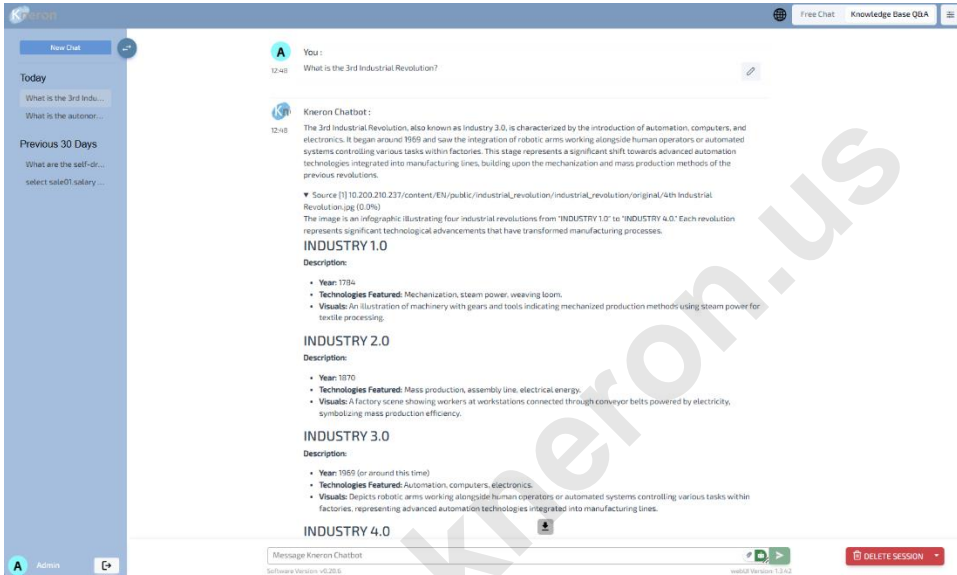 Kneron
Free Chat
Knowledge Base Q&A
New Chat
Today
What is the 3rd Indu...
What is the autonor...
Previous 30 Days
What are the self-dr...
select sale01.salary ...
A
Admin
A
You :
12:48
What is the 3rd Industrial Revolution?
Kn
Kneron Chatbot :
12:48
The 3rd Industrial Revolution, also known as Industry 3.0, is characterized by the introduction of automation, computers, and
electronics. It began around 1969 and saw the integration of robotic arms working alongside human operators or automated
systems controlling various tasks within factories. This stage represents a significant shift towards advanced automation
technologies integrated into manufacturing lines, building upon the mechanization and mass production methods of the
previous revolutions.
▼ Source [1] 10.200.210.237/content/EN/public/industrial_revolution/industrial_revolution/original/4th Industrial
Revolution.jpg (0.0%)
The image is an infographic illustrating four industrial revolutions from "INDUSTRY 1.0" to "INDUSTRY 4.0." Each revolution
represents significant technological advancements that have transformed manufacturing processes.
INDUSTRY 1.0
Description:
• Year: 1784
• Technologies Featured: Mechanization, steam power, weaving loom.
• Visuals: An illustration of machinery with gears and tools indicating mechanized production methods using steam power for
textile processing.
INDUSTRY 2.0
Description:
• Year: 1870
• Technologies Featured: Mass production, assembly line, electrical energy.
• Visuals: A factory scene showing workers at workstations connected through conveyor belts powered by electricity,
symbolizing mass production efficiency.
INDUSTRY 3.0
Description:
• Year: 1969 (or around this time)
• Technologies Featured: Automation, computers, electronics.
• Visuals: Depicts robotic arms working alongside human operators or automated systems controlling various tasks within
factories, representing advanced automation technologies integrated into manufacturing lines.
INDUSTRY 4.0
Message Kneron Chatbot
DELETE SESSION
Software Version: v0.20.6
webUI Version: 1.3.42
kneron.us